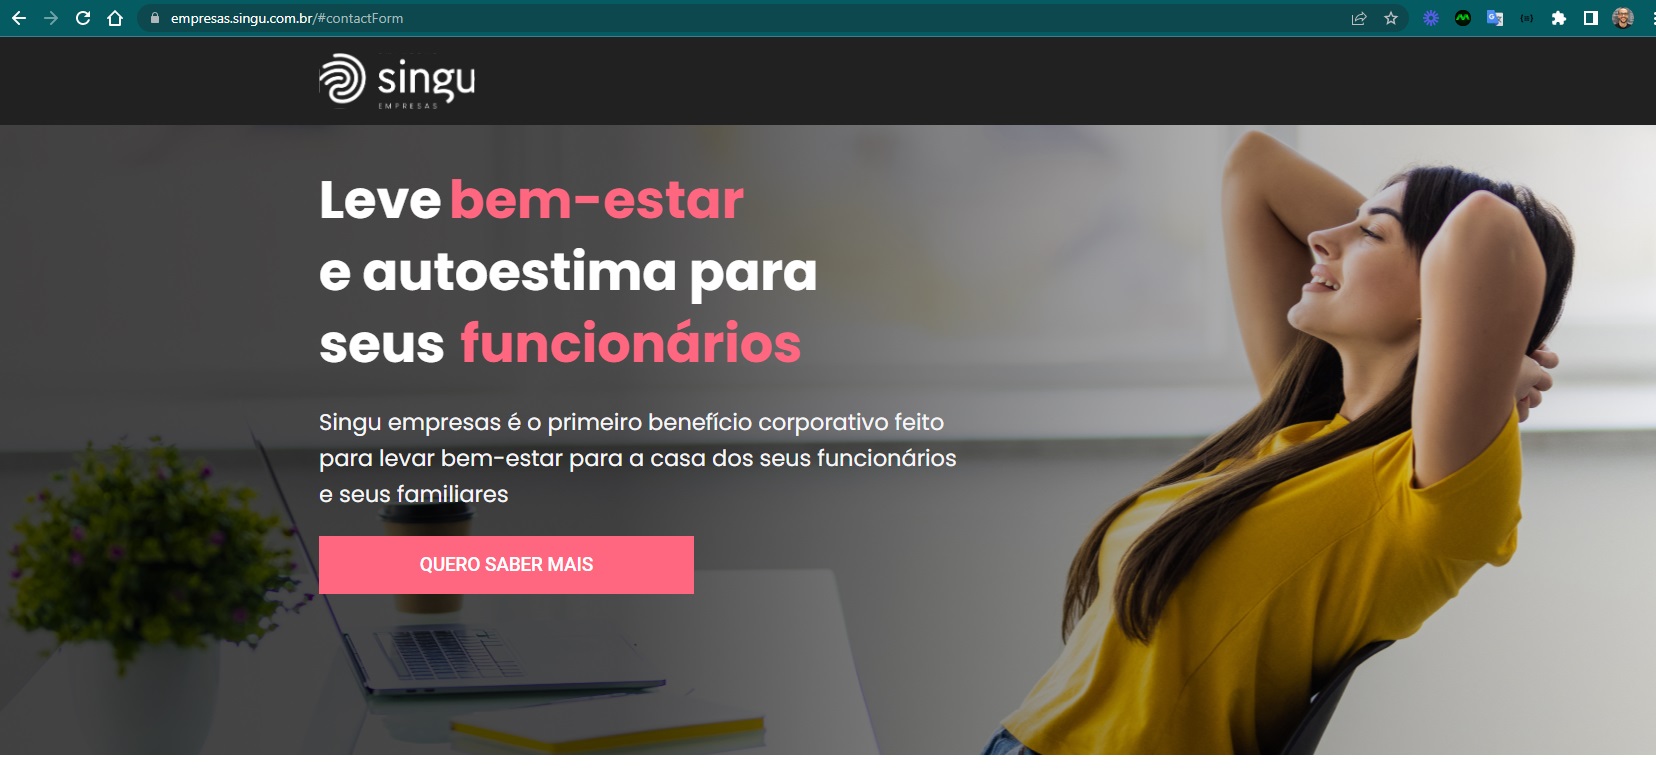 empresas.singu.com.br/#contactForm
singu
EMPRESAS
Leve bem-estar
e autoestima para
seus funcionários
Singu empresas é o primeiro benefício corporativo feito
para levar bem-estar para a casa dos seus funcionários
e seus familiares
QUERO SABER MAIS